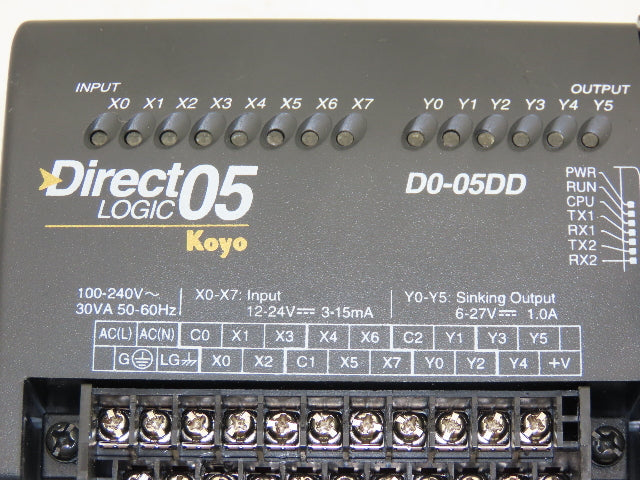 INPUT OUTPUT
X0 X1 X2 X3 X4 X5 X6 X7 Y0 Y1 Y2 Y3 Y4 Y5
Direct05
LOGIC
Koyo
D0-05DD
PWR
RUN
CPU
TX1
RX1
TX2
RX2
100-240V~ X0-X7: Input Y0-Y5: Sinking Output
30VA 50-60Hz 12-24V⎓ 3-15mA 6-27V⎓ 1.0A
AC(L) AC(N) C0 X1 X3 X4 X6 C2 Y1 Y3 Y5
G LG X0 X2 C1 X5 X7 Y0 Y2 Y4 +V